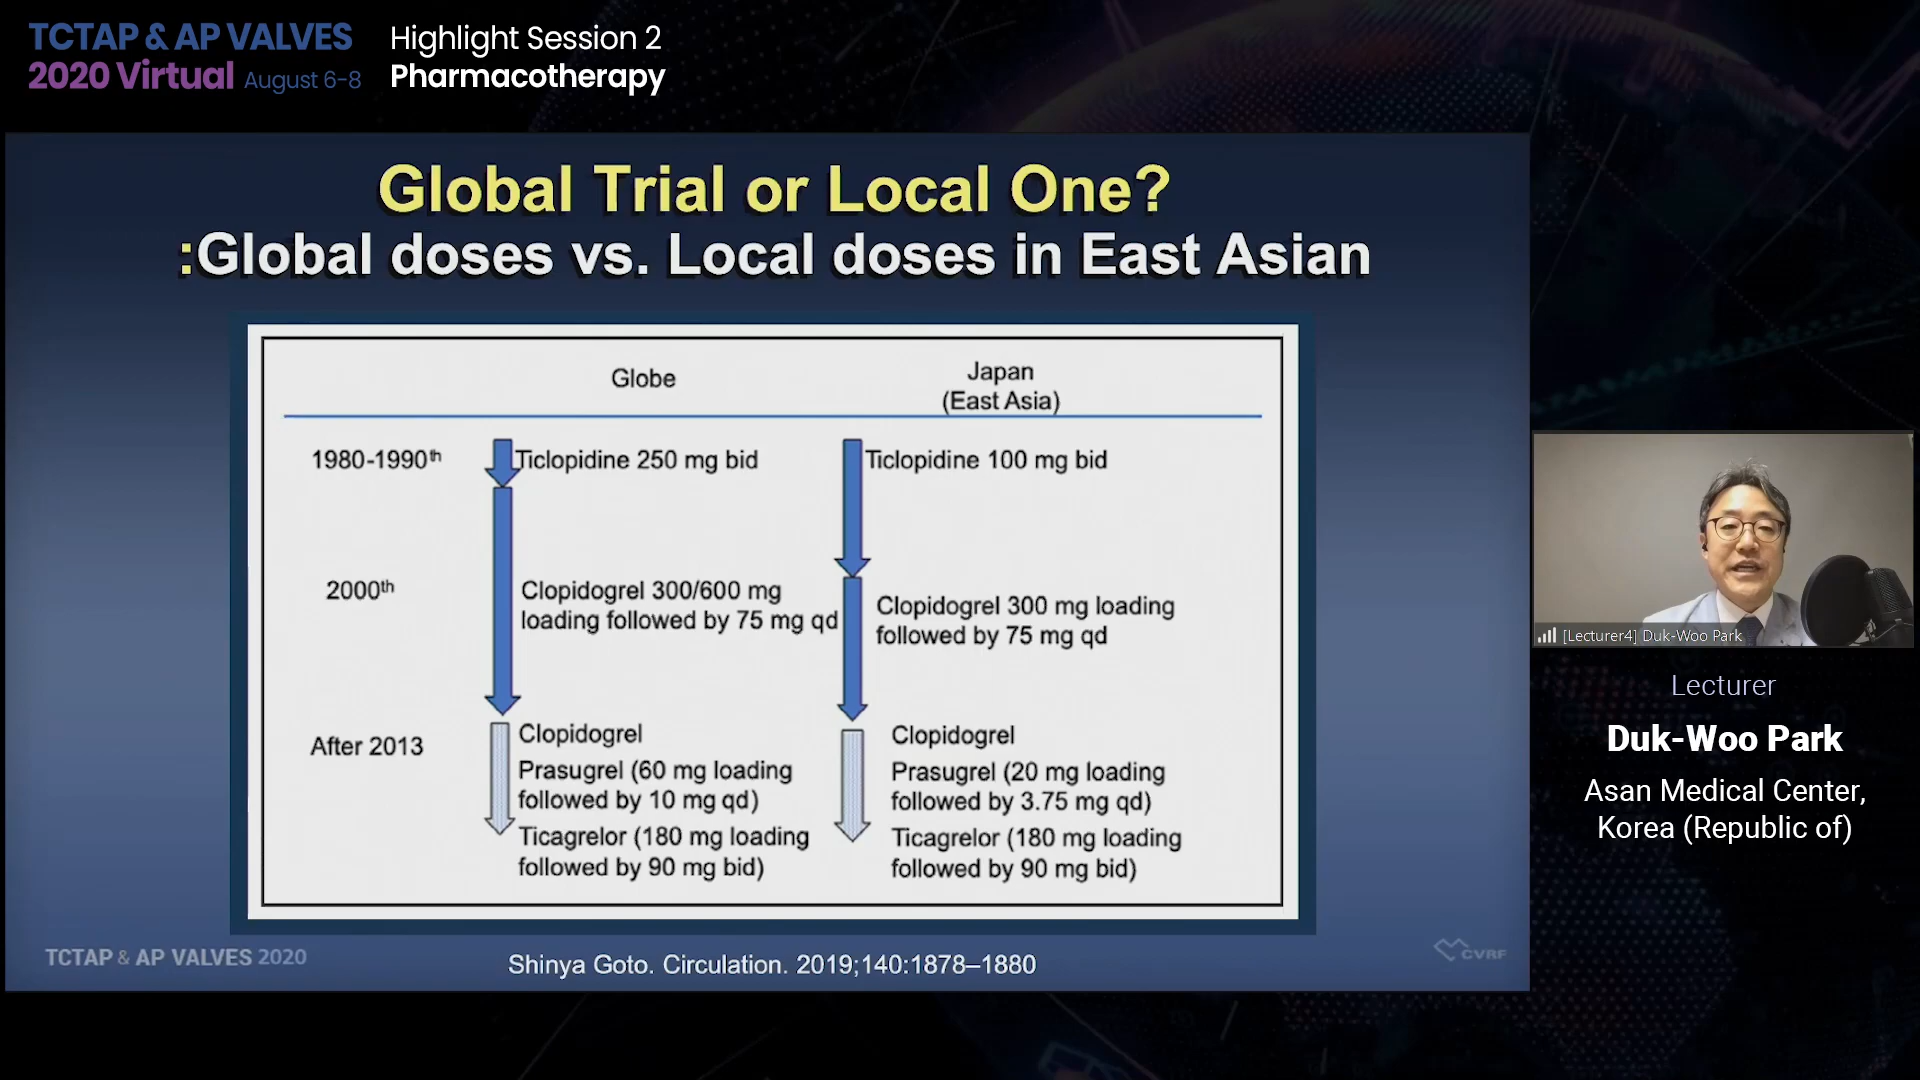 TCTAP & AP VALVES
2020 Virtual August 6-8
Highlight Session 2
Pharmacotherapy
Global Trial or Local One?
:Global doses vs. Local doses in East Asian
Globe
Japan
(East Asia)
1980-1990th
Ticlopidine 250 mg bid
Ticlopidine 100 mg bid
2000th
Clopidogrel 300/600 mg
loading followed by 75 mg qd
Clopidogrel 300 mg loading
followed by 75 mg qd
After 2013
Clopidogrel
Prasugrel (60 mg loading
followed by 10 mg qd)
Ticagrelor (180 mg loading
followed by 90 mg bid)
Clopidogrel
Prasugrel (20 mg loading
followed by 3.75 mg qd)
Ticagrelor (180 mg loading
followed by 90 mg bid)
TCTAP & AP VALVES 2020
Shinya Goto. Circulation. 2019;140:1878–1880
CVRF
[Lecturer4] Duk-Woo Park
Lecturer
Duk-Woo Park
Asan Medical Center,
Korea (Republic of)